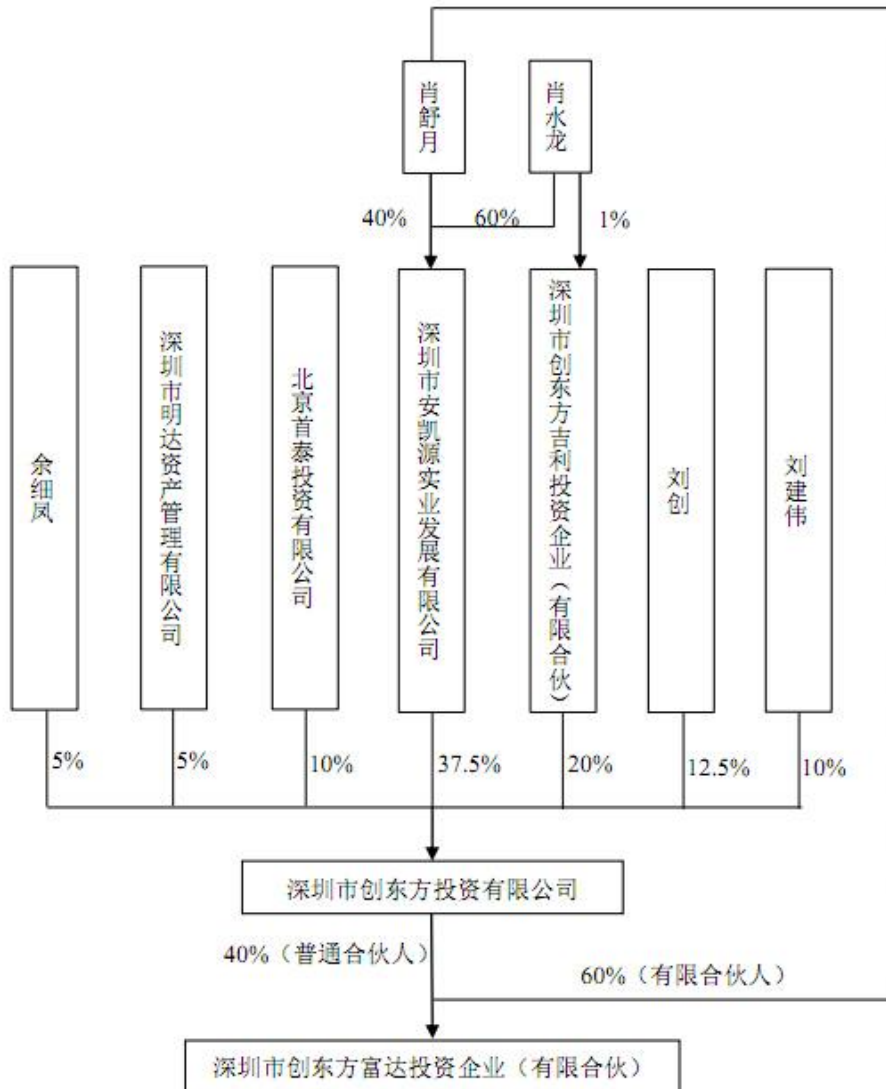 肖舒月
肖水龙
40%
60%
1%
余细凤
深圳市明达资产管理有限公司
北京首泰投资有限公司
深圳市安凯源实业发展有限公司
深圳市创东方吉利投资企业（有限合伙）
刘创
刘建伟
5%
5%
10%
37.5%
20%
12.5%
10%
深圳市创东方投资有限公司
40%（普通合伙人）
60%（有限合伙人）
深圳市创东方富达投资企业（有限合伙）